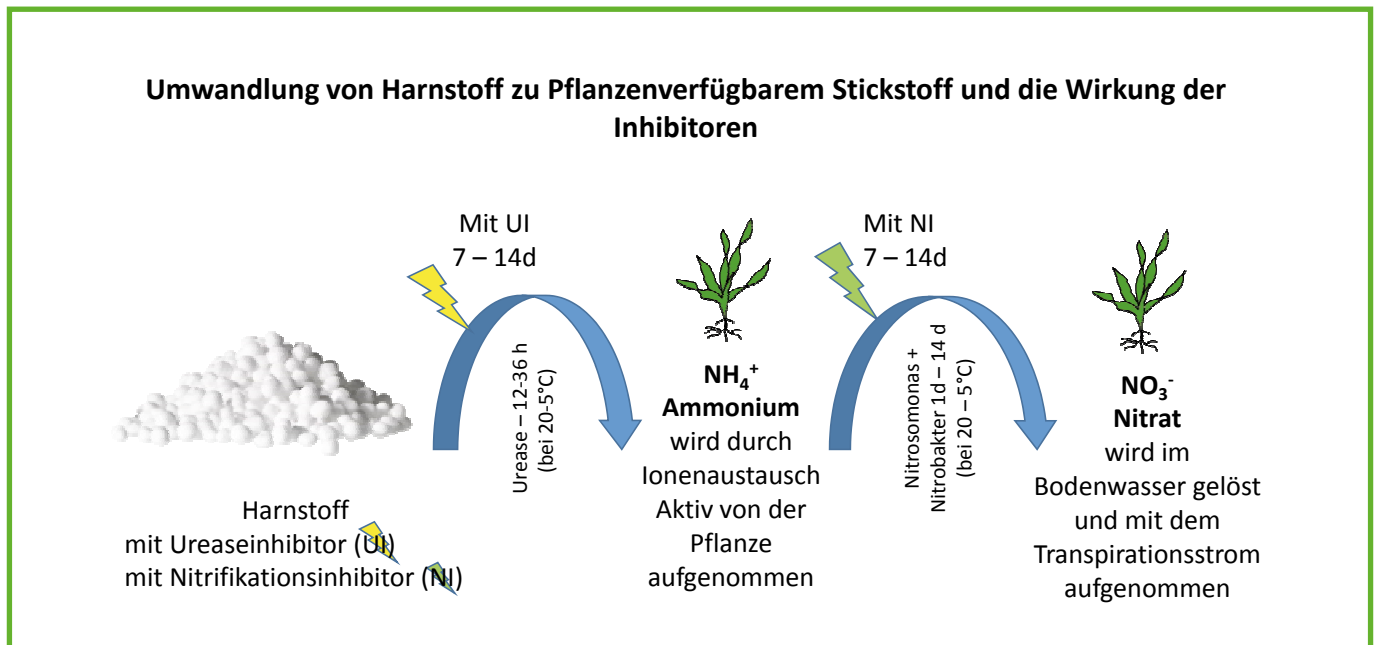 Umwandlung von Harnstoff zu Pflanzenverfügbarem Stickstoff und die Wirkung der
Inhibitoren
Mit UI
7 – 14d
Mit NI
7 – 14d
Urease – 12-36 h
(bei 20-5°C)
Nitrosomonas +
Nitrobakter 1d – 14 d
(bei 20 – 5°C)
Harnstoff
mit Ureaseinhibitor (UI)
mit Nitrifikationsinhibitor (NI)
NH₄⁺
Ammonium
wird durch
Ionenaustausch
Aktiv von der
Pflanze
aufgenommen
NO₃⁻
Nitrat
wird im
Bodenwasser gelöst
und mit dem
Transpirationsstrom
aufgenommen